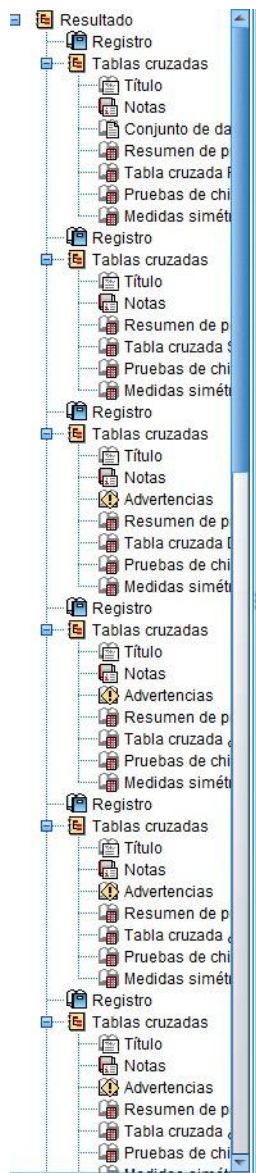 Resultado
Registro
Tablas cruzadas
Título
Notas
Conjunto de da
Resumen de p
Tabla cruzada F
Pruebas de chi
Medidas simétr
Registro
Tablas cruzadas
Título
Notas
Resumen de p
Tabla cruzada S
Pruebas de chi
Medidas simétr
Registro
Tablas cruzadas
Título
Notas
Advertencias
Resumen de p
Tabla cruzada D
Pruebas de chi
Medidas simétr
Registro
Tablas cruzadas
Título
Notas
Advertencias
Resumen de p
Tabla cruzada ¿
Pruebas de chi
Medidas simétr
Registro
Tablas cruzadas
Título
Notas
Advertencias
Resumen de p
Tabla cruzada ¿
Pruebas de chi
Medidas simétr
Registro
Tablas cruzadas
Título
Notas
Advertencias
Resumen de p
Tabla cruzada ¿
Pruebas de chi